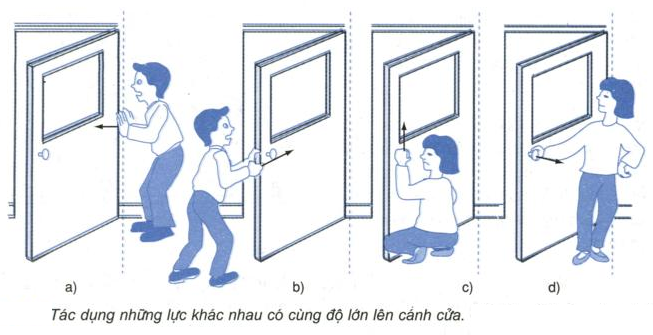 a) b) c) d)
Tác dụng những lực khác nhau có cùng độ lớn lên cánh cửa.